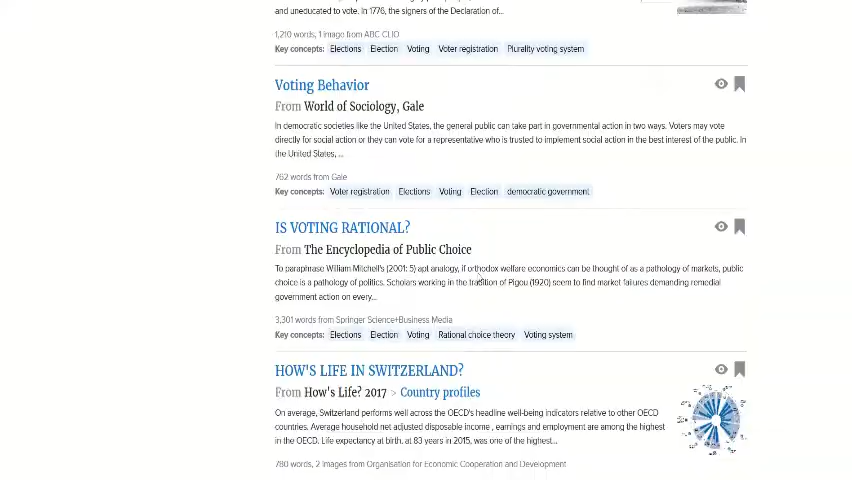 and uneducated to vote. In 1776, the signers of the Declaration of...
1,210 words, 1 image from ABC CLIO
Key concepts: Elections Election Voting Voter registration Plurality voting system
Voting Behavior
From World of Sociology, Gale
In democratic societies like the United States, the general public can take part in governmental action in two ways. Voters may vote
directly for social action or they can vote for a representative who is trusted to implement social action in the best interest of the public. In
the United States, ...
762 words from Gale
Key concepts: Voter registration Elections Voting Election democratic government
IS VOTING RATIONAL?
From The Encyclopedia of Public Choice
To paraphrase William Mitchell's (2001: 5) apt analogy, if orthodox welfare economics can be thought of as a pathology of markets, public
choice is a pathology of politics. Scholars working in the tradition of Pigou (1920) seem to find market failures demanding remedial
government action on every...
3,301 words from Springer Science+Business Media
Key concepts: Elections Election Voting Rational choice theory Voting system
HOW'S LIFE IN SWITZERLAND?
From How's Life? 2017 > Country profiles
On average, Switzerland performs well across the OECD's headline well-being indicators relative to other OECD
countries. Average household net adjusted disposable income , earnings and employment are among the highest
in the OECD. Life expectancy at birth, at 83 years in 2015, was one of the highest...
780 words, 2 images from Organisation for Economic Cooperation and Development